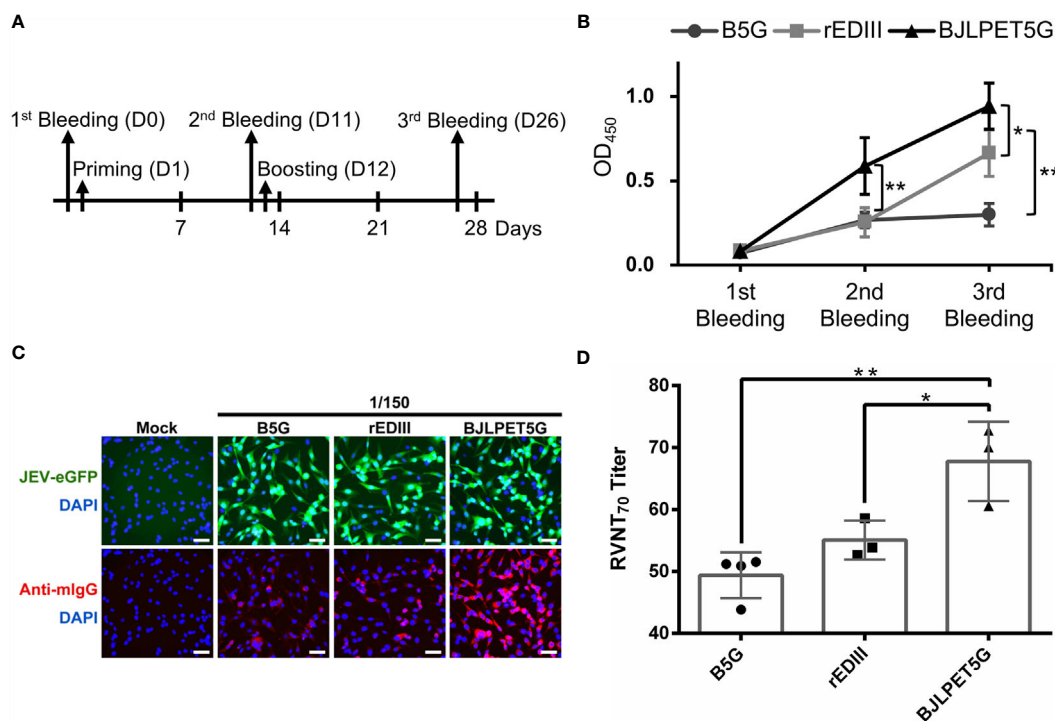 A
1st Bleeding (D0) 2nd Bleeding (D11) 3rd Bleeding (D26)
Priming (D1) Boosting (D12)
7 14 21 28 Days
B
B5G rEDIII BJLPET5G
OD450
1.0
0.5
0.0
*
**
**
1st Bleeding
2nd Bleeding
3rd Bleeding
C
1/150
Mock B5G rEDIII BJLPET5G
JEV-eGFP
DAPI
Anti-mIgG
DAPI
D
RVNT70 Titer
80
70
60
50
40
**
*
B5G
rEDIII
BJLPET5G